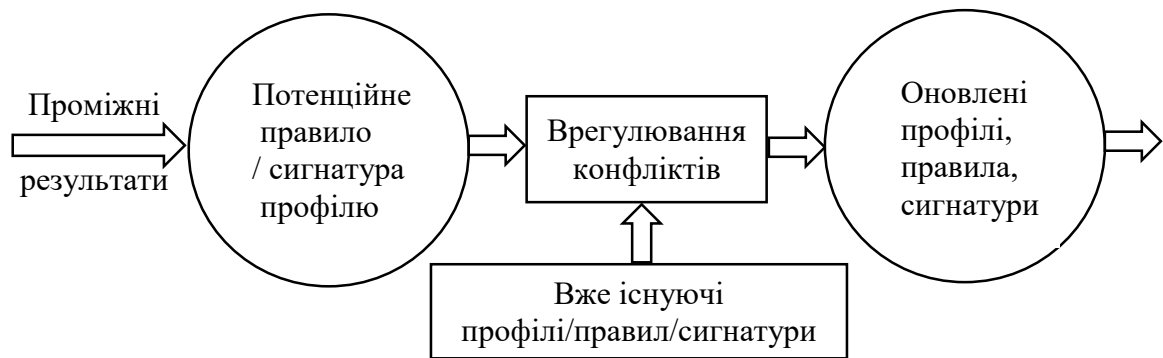 Проміжні
результати
Потенційне
правило
/ сигнатура
профілю
Врегулювання
конфліктів
Оновлені
профілі,
правила,
сигнатури
Вже існуючі
профілі/правил/сигнатури